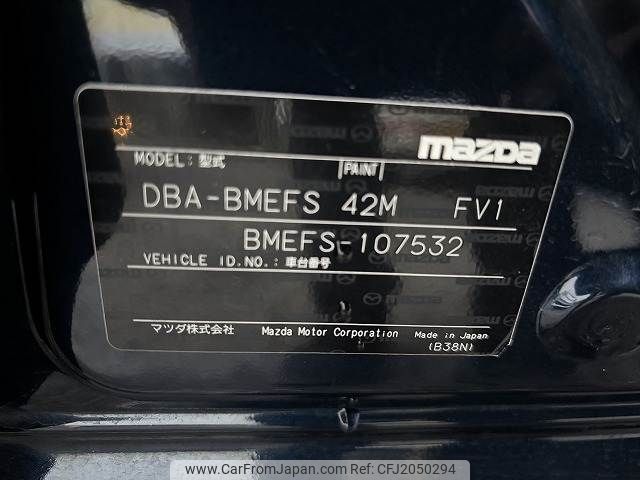 mazda
MODEL: 型式 PAINT
DBA-BMEFS 42M FV1
BMEFS-107532
VEHICLE ID.NO.: 車台番号
マツダ株式会社 Mazda Motor Corporation Made in Japan
(B38N)
www.CarFromJapan.com | CFJ2050294